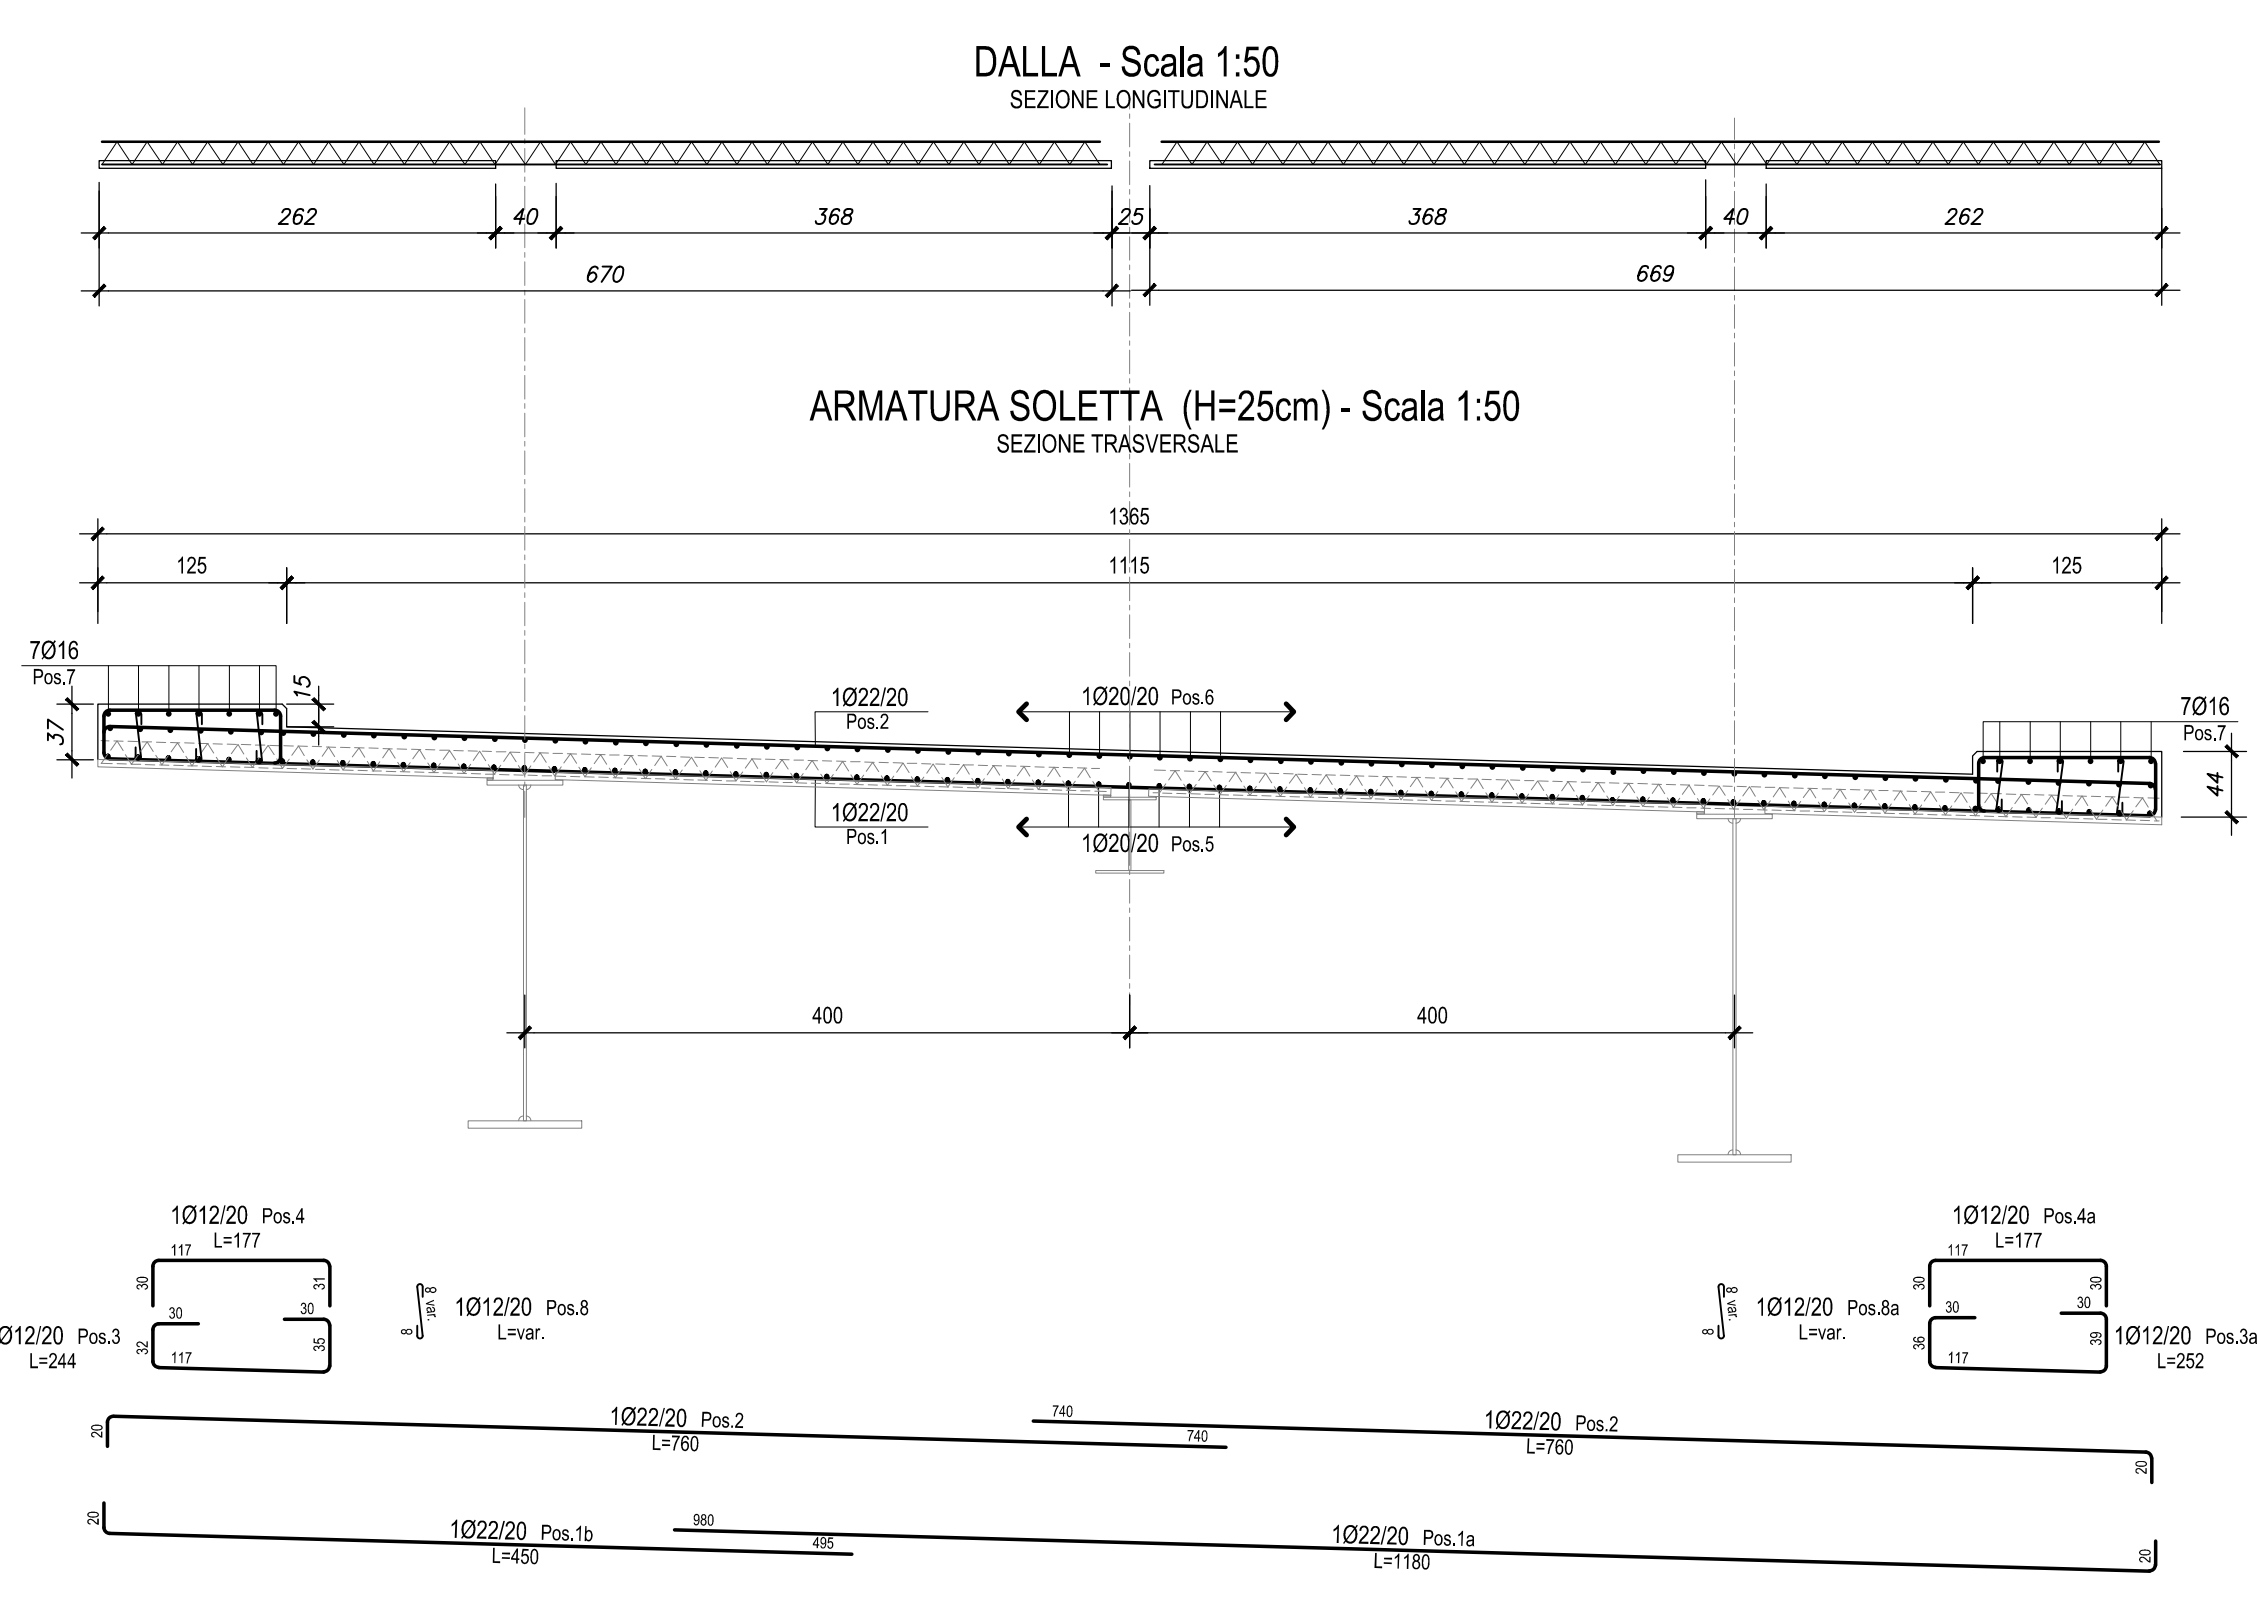 DALLA - Scala 1:50
SEZIONE LONGITUDINALE
262 40 368 25 368 40 262
670 669
ARMATURA SOLETTA (H=25cm) - Scala 1:50
SEZIONE TRASVERSALE
1365
125 1115 125
7Ø16
Pos.7
15
37
1Ø22/20
Pos.2
1Ø20/20 Pos.6
7Ø16
Pos.7
44
1Ø22/20
Pos.1
1Ø20/20 Pos.5
400 400
1Ø12/20 Pos.4
L=177
117
30 31
30 30
Ø12/20 Pos.3
L=244
32 35
117
8 var.
8
1Ø12/20 Pos.8
L=var.
8 var.
8
1Ø12/20 Pos.8a
L=var.
1Ø12/20 Pos.4a
L=177
117
30 30
30 30
36 39
117
1Ø12/20 Pos.3a
L=252
20
1Ø22/20 Pos.2
L=760
740
740
1Ø22/20 Pos.2
L=760
20
20
1Ø22/20 Pos.1b
L=450
980
495
1Ø22/20 Pos.1a
L=1180
20